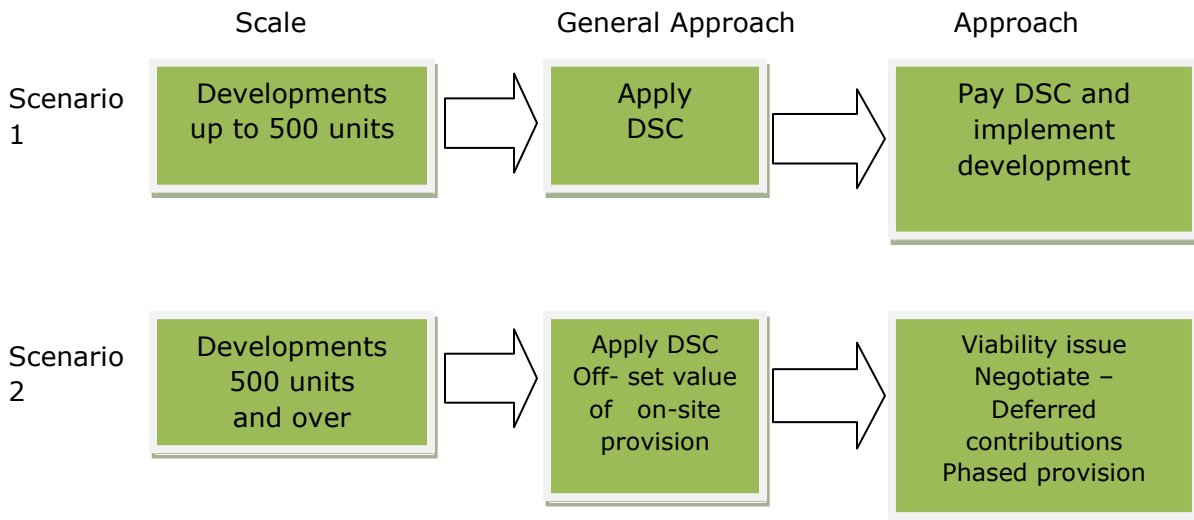 Scale
General Approach
Approach
Scenario
1
Developments
up to 500 units
Apply
DSC
Pay DSC and
implement
development
Scenario
2
Developments
500 units
and over
Apply DSC
Off- set value
of on-site
provision
Viability issue
Negotiate –
Deferred
contributions
Phased provision